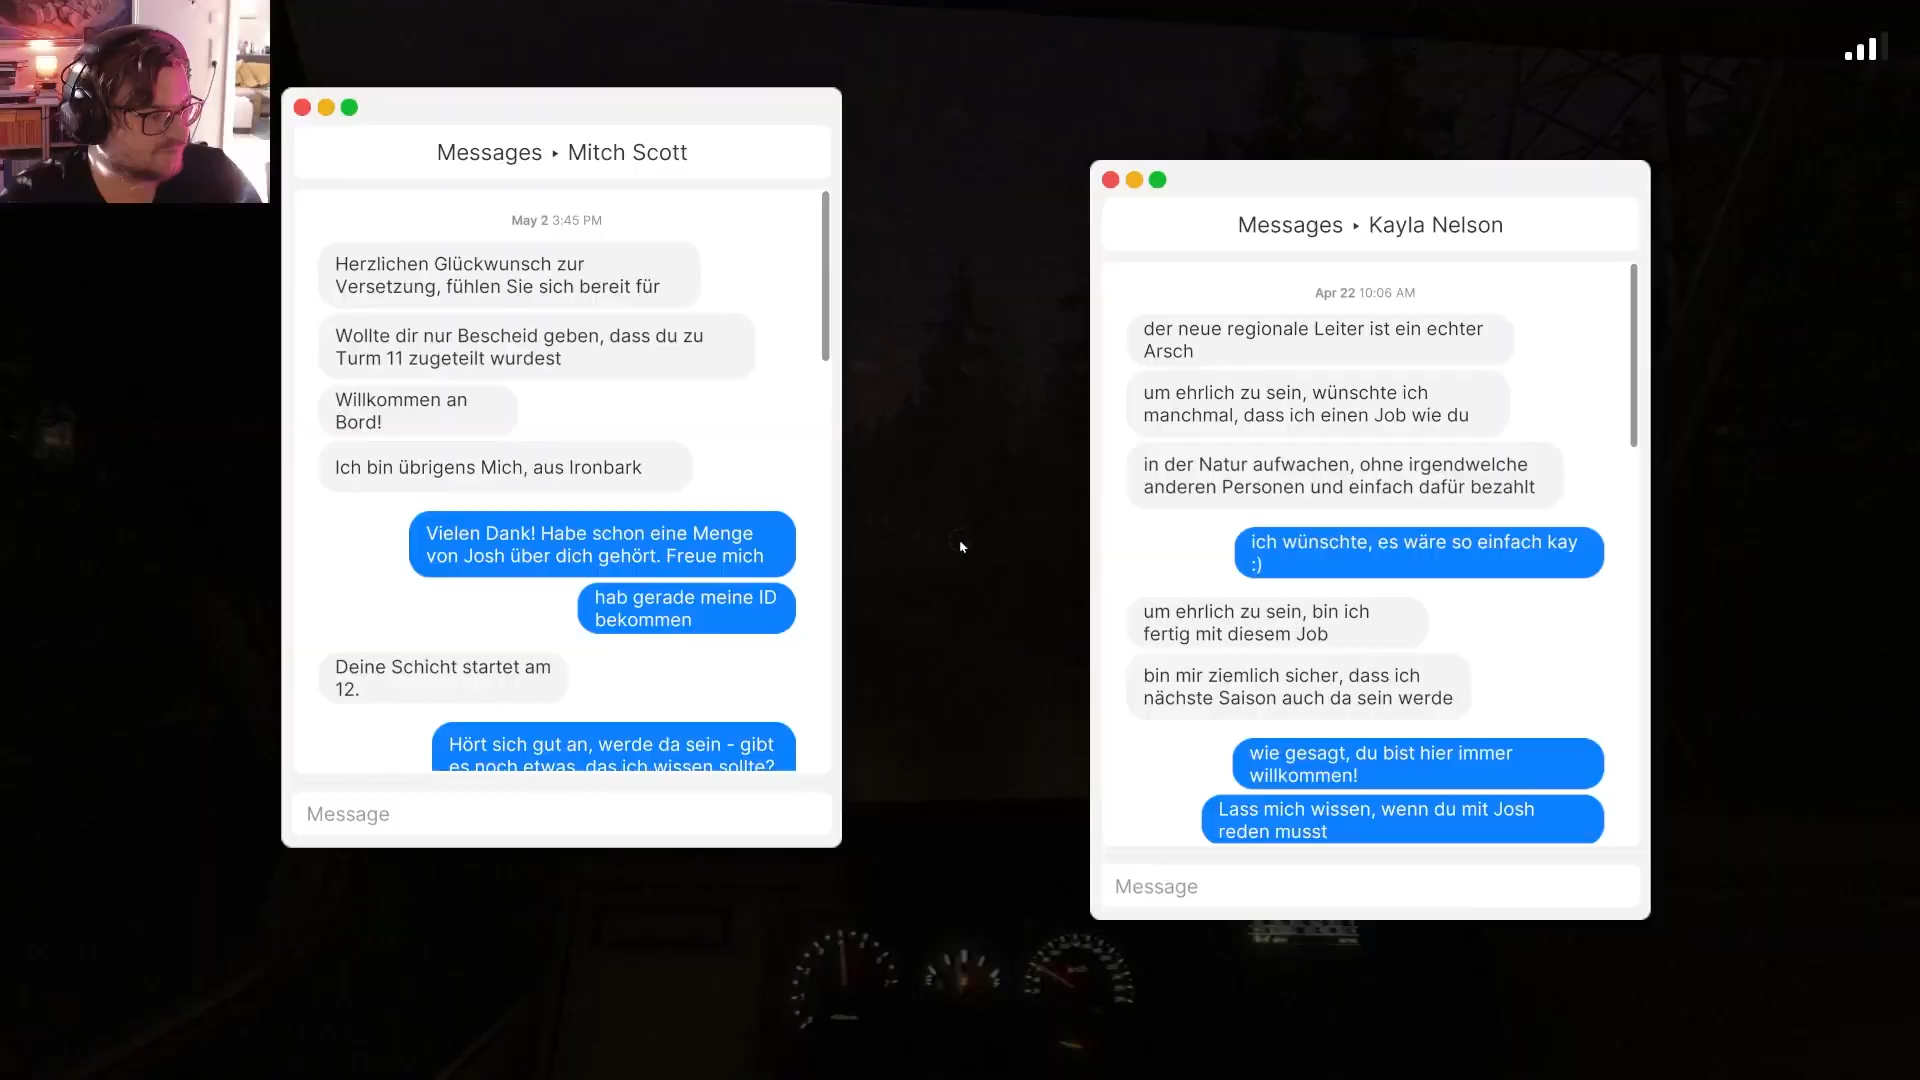 Messages ‣ Mitch Scott
May 2 3:45 PM
Herzlichen Glückwunsch zur
Versetzung, fühlen Sie sich bereit für
Wollte dir nur Bescheid geben, dass du zu
Turm 11 zugeteilt wurdest
Willkommen an
Bord!
Ich bin übrigens Mich, aus Ironbark
Vielen Dank! Habe schon eine Menge
von Josh über dich gehört. Freue mich
hab gerade meine ID
bekommen
Deine Schicht startet am
12.
Hört sich gut an, werde da sein - gibt
es noch etwas, das ich wissen sollte?
Message
Messages ‣ Kayla Nelson
Apr 22 10:06 AM
der neue regionale Leiter ist ein echter
Arsch
um ehrlich zu sein, wünschte ich
manchmal, dass ich einen Job wie du
in der Natur aufwachen, ohne irgendwelche
anderen Personen und einfach dafür bezahlt
ich wünschte, es wäre so einfach kay
:)
um ehrlich zu sein, bin ich
fertig mit diesem Job
bin mir ziemlich sicher, dass ich
nächste Saison auch da sein werde
wie gesagt, du bist hier immer
willkommen!
Lass mich wissen, wenn du mit Josh
reden musst
Message